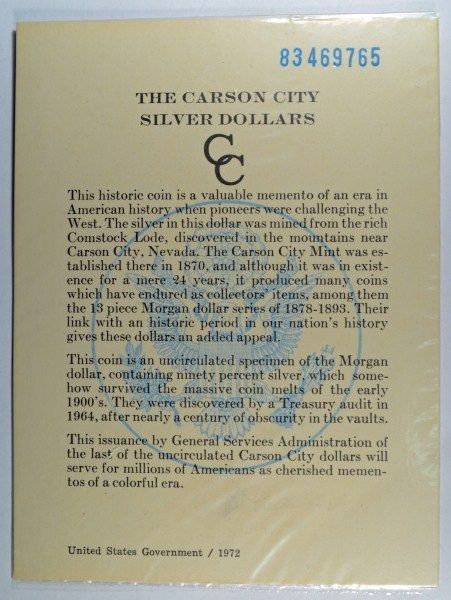 83469765
THE CARSON CITY
SILVER DOLLARS
CC
This historic coin is a valuable memento of an era in
American history when pioneers were challenging the
West. The silver in this dollar was mined from the rich
Comstock Lode, discovered in the mountains near
Carson City, Nevada. The Carson City Mint was es-
tablished there in 1870, and although it was in exist-
ence for a mere 24 years, it produced many coins
which have endured as collectors' items, among them
the 13 piece Morgan dollar series of 1878-1893. Their
link with an historic period in our nation's history
gives these dollars an added appeal.
This coin is an uncirculated specimen of the Morgan
dollar, containing ninety percent silver, which some-
how survived the massive coin melts of the early
1900's. They were discovered by a Treasury audit in
1964, after nearly a century of obscurity in the vaults.
This issuance by General Services Administration of
the last of the uncirculated Carson City dollars will
serve for millions of Americans as cherished memen-
tos of a colorful era.
United States Government / 1972